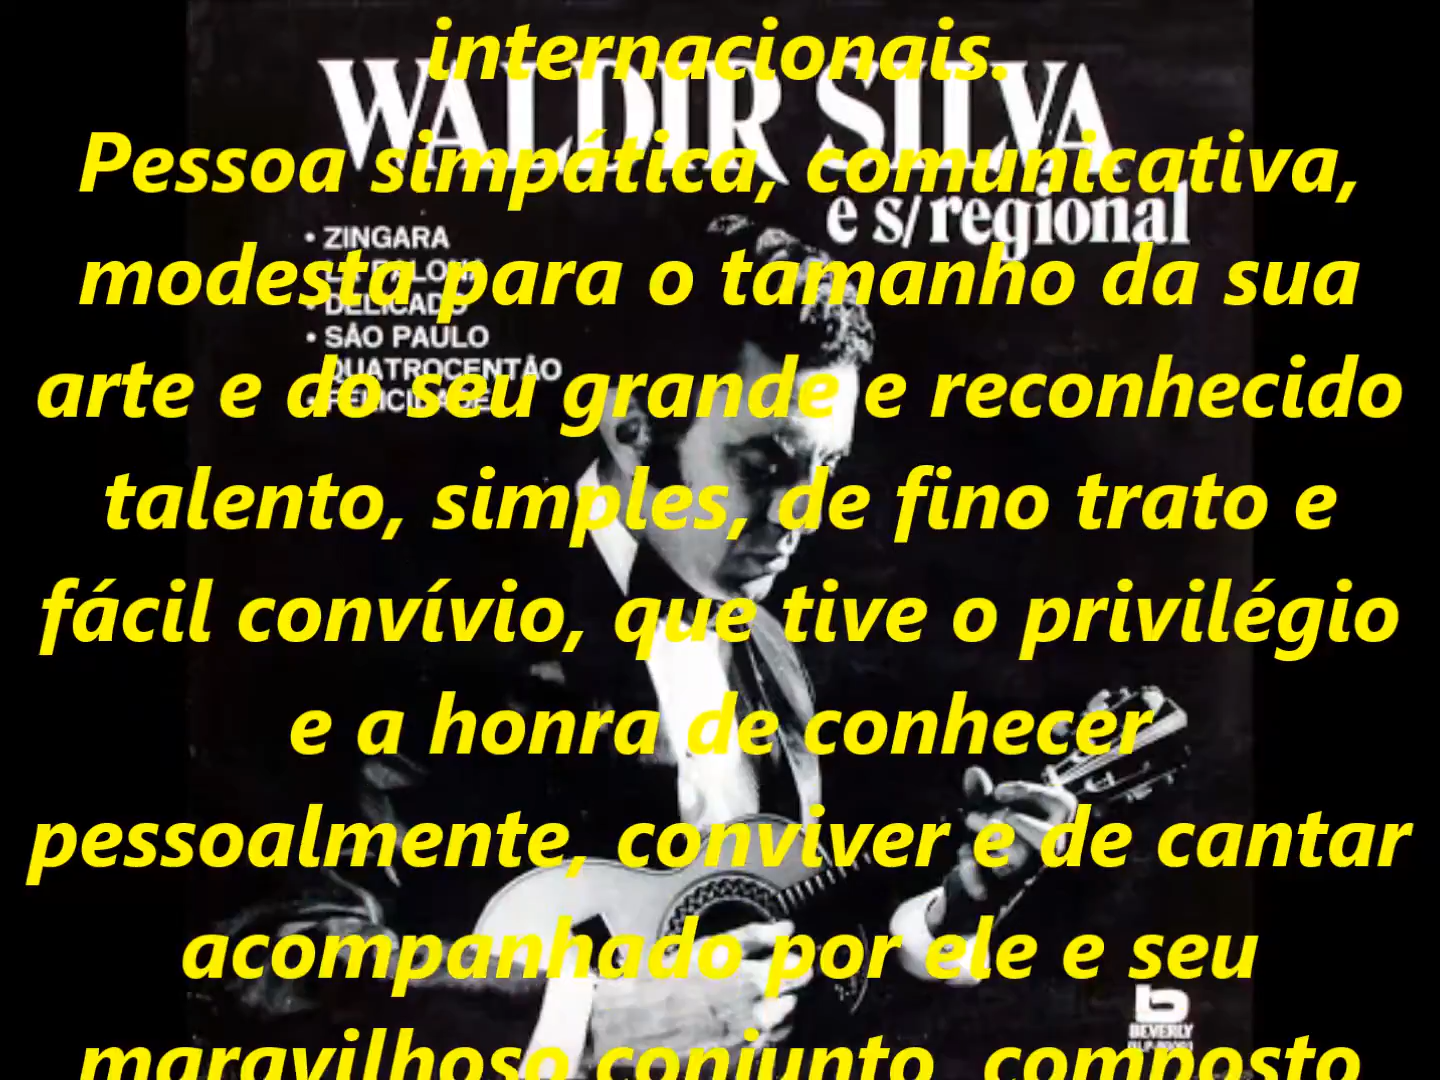 internacionais.
WALDIR SILVA
Pessoa simpática, comunicativa,
e s/regional
• ZINGARA
modesta para o tamanho da sua
• DELICADO
• SÃO PAULO
QUATROCENTÃO
arte e do seu grande e reconhecido
• FELICIDADE
talento, simples, de fino trato e
fácil convívio, que tive o privilégio
e a honra de conhecer
pessoalmente, conviver e de cantar
acompanhado por ele e seu
BEVERLY
maravilhoso conjunto, composto